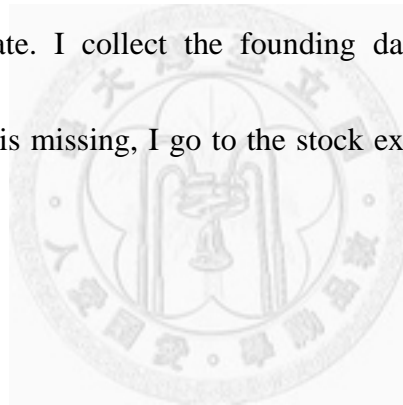 ate. I collect the founding da
is missing, I go to the stock ex